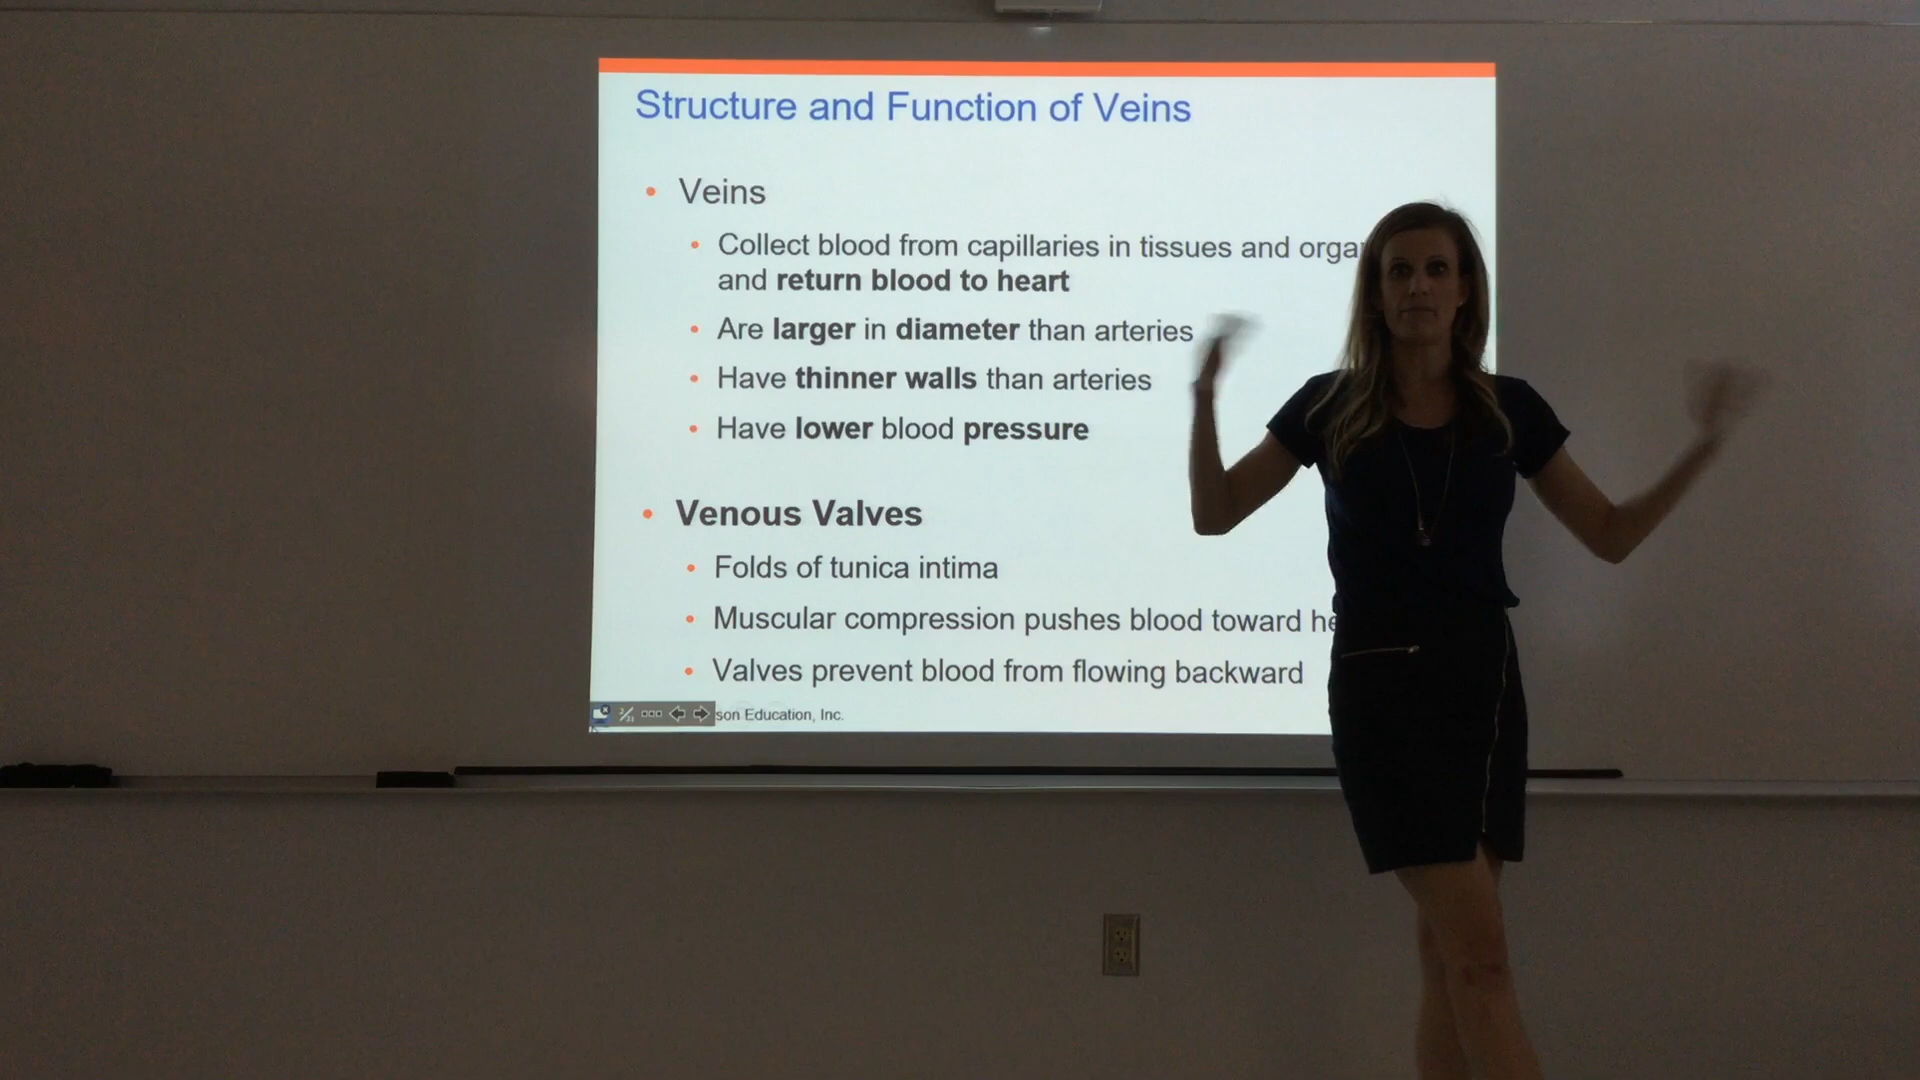 Structure and Function of Veins
• Veins
• Collect blood from capillaries in tissues and orga
and return blood to heart
• Are larger in diameter than arteries
• Have thinner walls than arteries
• Have lower blood pressure
• Venous Valves
• Folds of tunica intima
• Muscular compression pushes blood toward he
• Valves prevent blood from flowing backward
son Education, Inc.